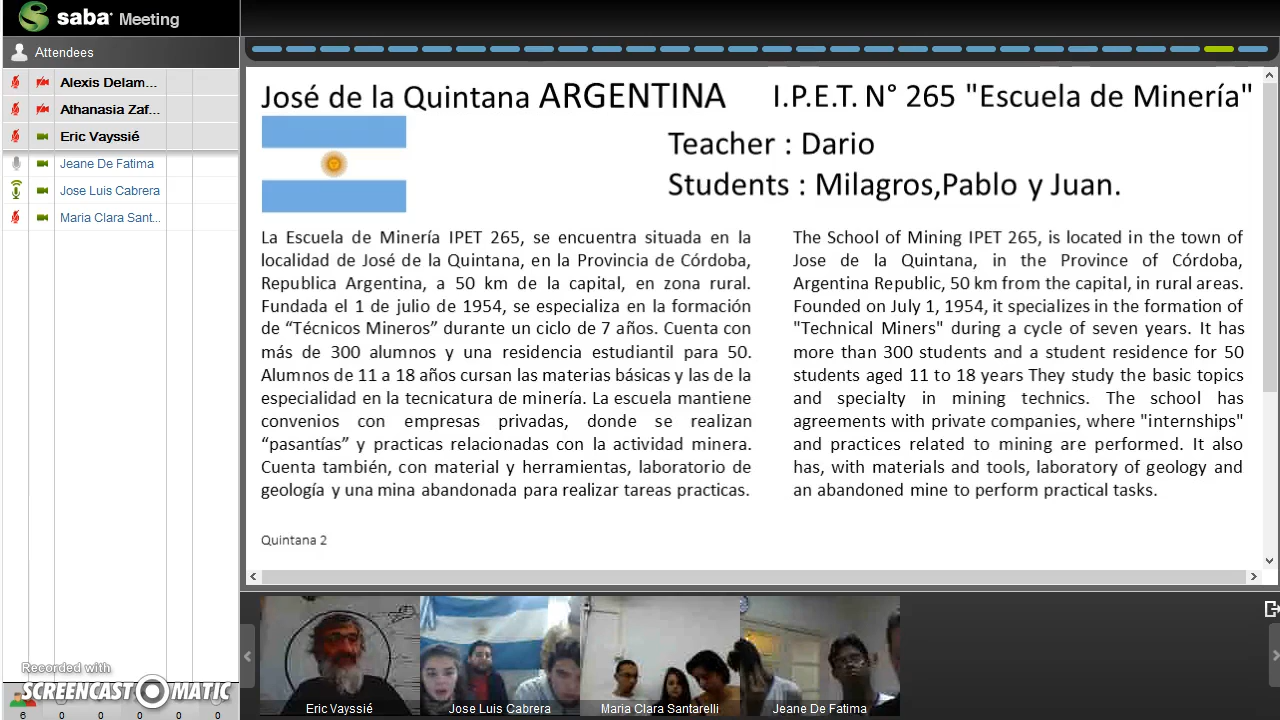 saba Meeting
Attendees
Alexis Delam...
Athanasia Zaf...
Eric Vayssié
Jeane De Fatima
Jose Luis Cabrera
Maria Clara Sant...
José de la Quintana ARGENTINA
I.P.E.T. N° 265 "Escuela de Minería"
Teacher : Dario
Students : Milagros,Pablo y Juan.
La Escuela de Minería IPET 265, se encuentra situada en la
localidad de José de la Quintana, en la Provincia de Córdoba,
Republica Argentina, a 50 km de la capital, en zona rural.
Fundada el 1 de julio de 1954, se especializa en la formación
de “Técnicos Mineros” durante un ciclo de 7 años. Cuenta con
más de 300 alumnos y una residencia estudiantil para 50.
Alumnos de 11 a 18 años cursan las materias básicas y las de la
especialidad en la tecnicatura de minería. La escuela mantiene
convenios con empresas privadas, donde se realizan
“pasantías” y practicas relacionadas con la actividad minera.
Cuenta también, con material y herramientas, laboratorio de
geología y una mina abandonada para realizar tareas practicas.
The School of Mining IPET 265, is located in the town of
Jose de la Quintana, in the Province of Córdoba,
Argentina Republic, 50 km from the capital, in rural areas.
Founded on July 1, 1954, it specializes in the formation of
"Technical Miners" during a cycle of seven years. It has
more than 300 students and a student residence for 50
students aged 11 to 18 years They study the basic topics
and specialty in mining technics. The school has
agreements with private companies, where "internships"
and practices related to mining are performed. It also
has, with materials and tools, laboratory of geology and
an abandoned mine to perform practical tasks.
Quintana 2
Eric Vayssié
Jose Luis Cabrera
Maria Clara Santarelli
Jeane De Fatima
Recorded with
SCREENCAST-O-MATIC
6 0 0 0 0 0